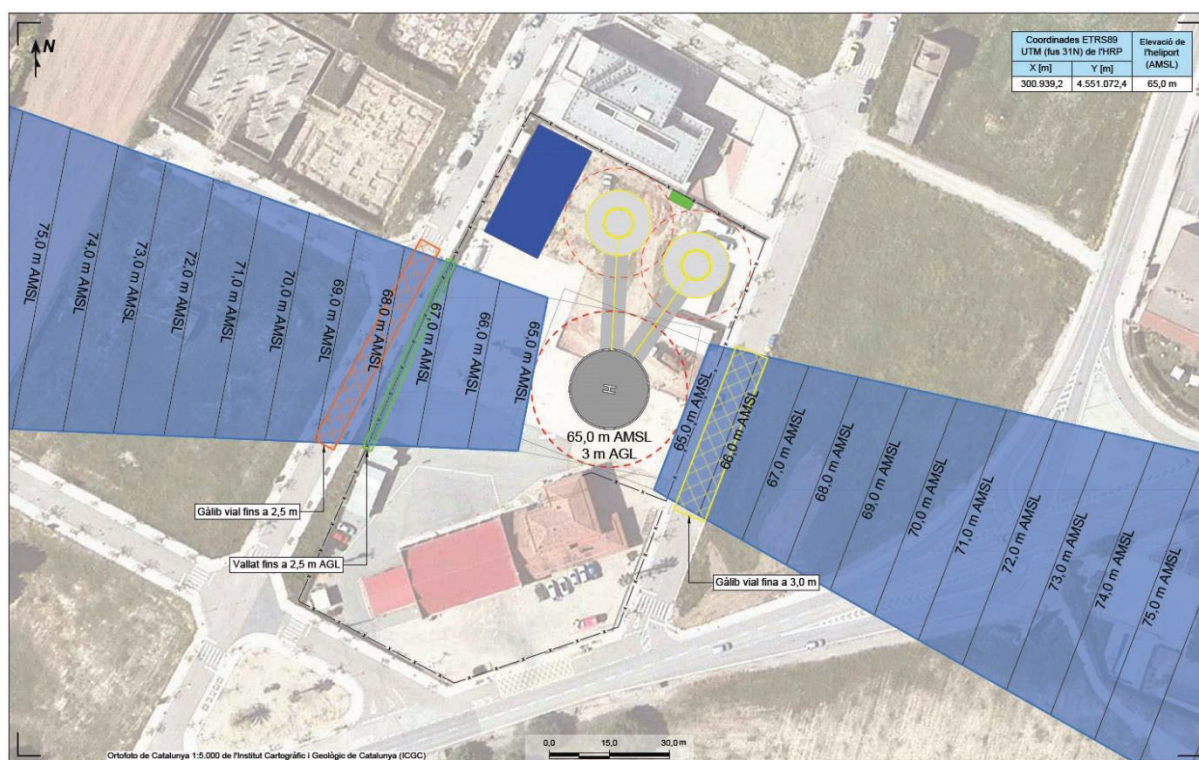 N
Coordinades ETRS89
UTM (fus 31N) de l'HRP
Elevació de
l'heliport
(AMSL)
X [m]
Y [m]
300.939,2
4.551.072,4
65,0 m
75,0 m AMSL
74,0 m AMSL
73,0 m AMSL
72,0 m AMSL
71,0 m AMSL
70,0 m AMSL
69,0 m AMSL
68,0 m AMSL
67,0 m AMSL
66,0 m AMSL
65,0 m AMSL
H
65,0 m AMSL
3 m AGL
65,0 m AMSL
66,0 m AMSL
67,0 m AMSL
68,0 m AMSL
69,0 m AMSL
70,0 m AMSL
71,0 m AMSL
72,0 m AMSL
73,0 m AMSL
74,0 m AMSL
75,0 m AMSL
Gàlib vial fins a 2,5 m
Vallat fins a 2,5 m AGL
Gàlib vial fina a 3,0 m
0,0
15,0
30,0 m
Ortofoto de Catalunya 1:5.000 de l'Institut Cartogràfic i Geològic de Catalunya (ICGC)